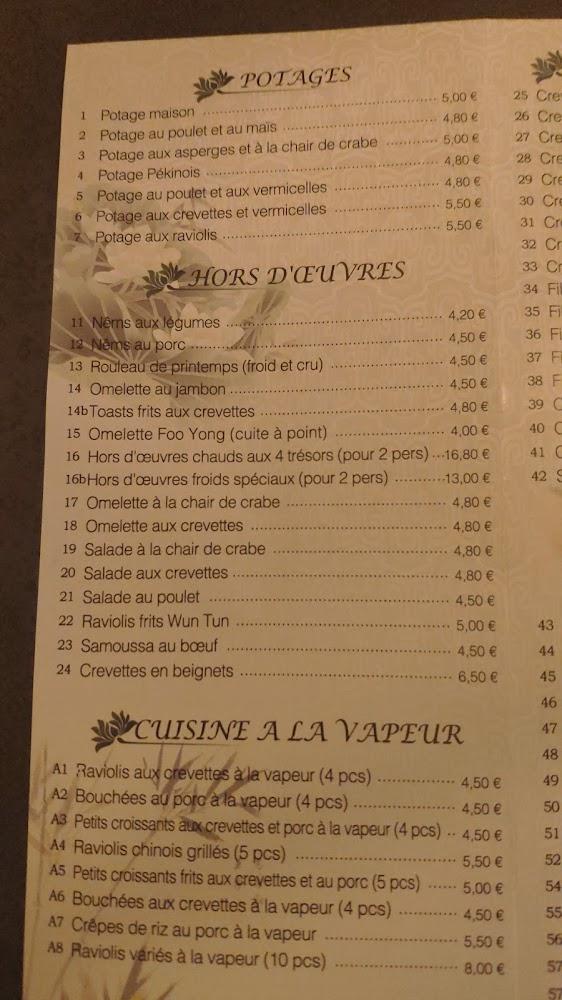 POTAGES
1 Potage maison 5,00 €
2 Potage au poulet et au maïs 4,80 €
3 Potage aux asperges et à la chair de crabe 5,00 €
4 Potage Pékinois 4,80 €
5 Potage au poulet et aux vermicelles 4,80 €
6 Potage aux crevettes et vermicelles 5,50 €
7 Potage aux raviolis 5,50 €
HORS D'ŒUVRES
11 Nêms aux légumes 4,20 €
12 Nêms au porc 4,50 €
13 Rouleau de printemps (froid et cru) 4,50 €
14 Omelette au jambon 4,50 €
14b Toasts frits aux crevettes 4,80 €
15 Omelette Foo Yong (cuite à point) 4,00 €
16 Hors d'œuvres chauds aux 4 trésors (pour 2 pers) 16,80 €
16b Hors d'œuvres froids spéciaux (pour 2 pers) 13,00 €
17 Omelette à la chair de crabe 4,80 €
18 Omelette aux crevettes 4,80 €
19 Salade à la chair de crabe 4,80 €
20 Salade aux crevettes 4,80 €
21 Salade au poulet 4,50 €
22 Raviolis frits Wun Tun 5,00 €
23 Samoussa au bœuf 4,50 €
24 Crevettes en beignets 6,50 €
CUISINE A LA VAPEUR
A1 Raviolis aux crevettes à la vapeur (4 pcs) 4,50 €
A2 Bouchées au porc à la vapeur (4 pcs) 4,50 €
A3 Petits croissants aux crevettes et porc à la vapeur (4 pcs) 4,50 €
A4 Raviolis chinois grillés (5 pcs) 5,50 €
A5 Petits croissants frits aux crevettes et au porc (5 pcs) 5,00 €
A6 Bouchées aux crevettes à la vapeur (4 pcs) 4,50 €
A7 Crêpes de riz au porc à la vapeur 5,50 €
A8 Raviolis variés à la vapeur (10 pcs) 8,00 €
25 Cre
26 Cre
27 Cre
28 Cre
29 Cre
30 Cre
31 Cr
32 Cr
33 Cr
34 Fil
35 Fi
36 Fi
37 F
38 F
39 C
40 C
41 C
42 S
43
44
45
46
47
48
49
50
51
52
54
55
56
57
57